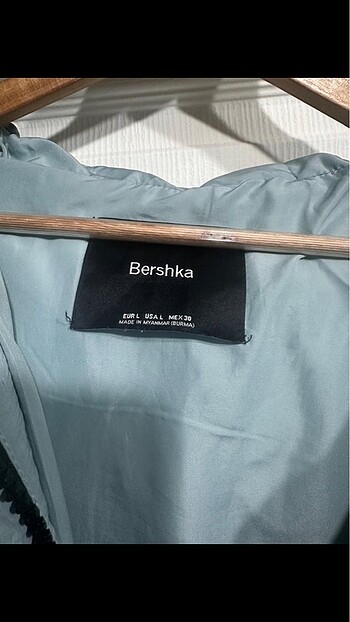 Bershka
EUR L USA L MEX 30
MADE IN MYANMAR (BURMA)